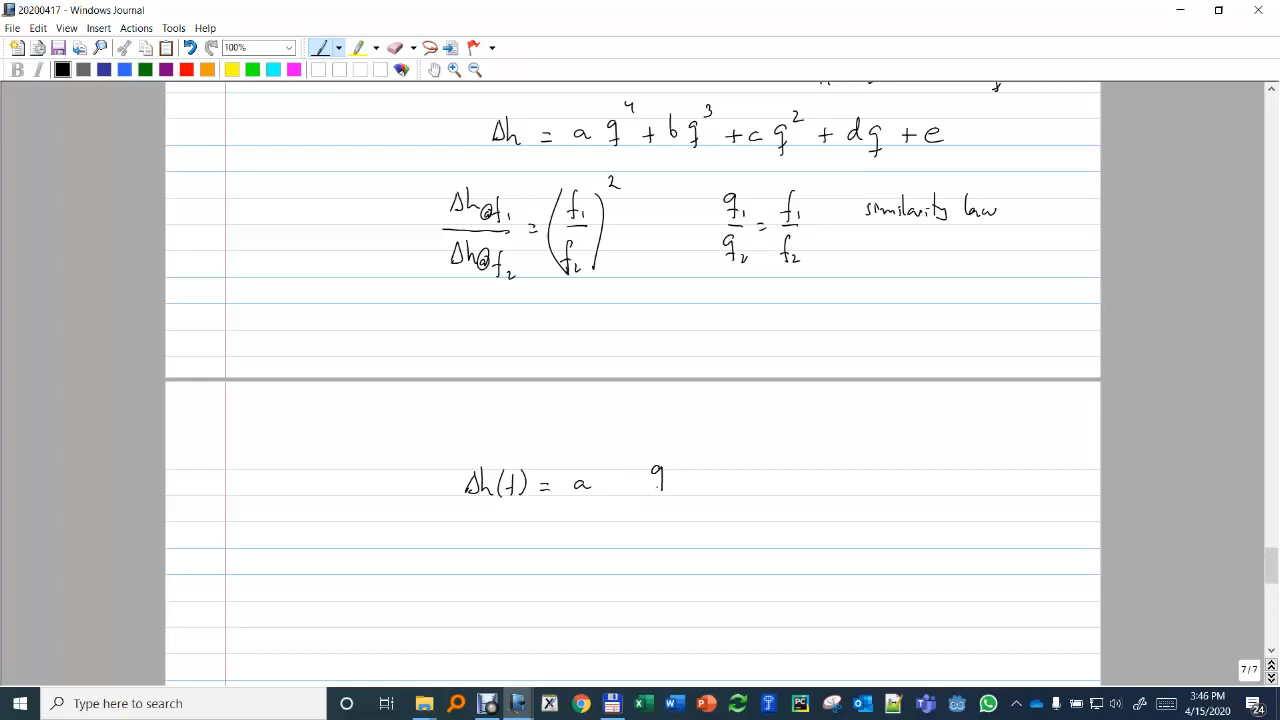 20200417 - Windows Journal
File Edit View Insert Actions Tools Help
100%
B I
Δh = a q⁴ + b q³ + c q² + d q + e
Δh@f₁ / Δh@f₂ = (f₁ / f₂)² q₁ / q₂ = f₁ / f₂ similarity law
Δh(f) = a q
7/7
Type here to search
3:46 PM
4/15/2020
24